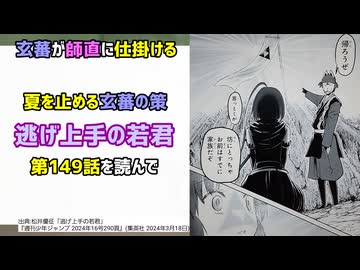 玄蕃が師直に仕掛ける
夏を止める玄蕃の策
逃げ上手の若君
第149話を読んで
出典:松井優征『逃げ上手の若君』
『週刊少年ジャンプ 2024年16号290頁』(集英社 2024年3月18日)
帰ろうぜ
坊にとっちゃ
お前はすでに
家族だぞ